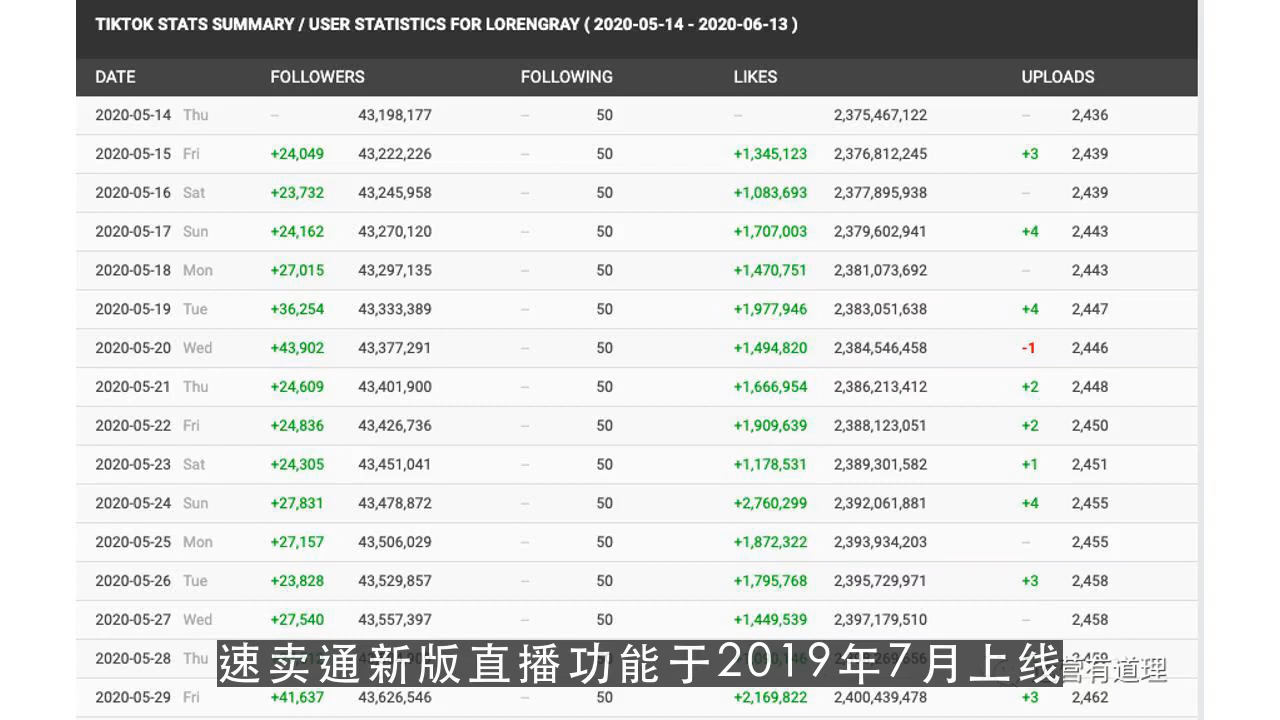 TIKTOK STATS SUMMARY / USER STATISTICS FOR LORENGRAY ( 2020-05-14 - 2020-06-13 )
DATE FOLLOWERS FOLLOWING LIKES UPLOADS
2020-05-14 Thu -- 43,198,177 -- 50 -- 2,375,467,122 -- 2,436
2020-05-15 Fri +24,049 43,222,226 -- 50 +1,345,123 2,376,812,245 +3 2,439
2020-05-16 Sat +23,732 43,245,958 -- 50 +1,083,693 2,377,895,938 -- 2,439
2020-05-17 Sun +24,162 43,270,120 -- 50 +1,707,003 2,379,602,941 +4 2,443
2020-05-18 Mon +27,015 43,297,135 -- 50 +1,470,751 2,381,073,692 -- 2,443
2020-05-19 Tue +36,254 43,333,389 -- 50 +1,977,946 2,383,051,638 +4 2,447
2020-05-20 Wed +43,902 43,377,291 -- 50 +1,494,820 2,384,546,458 -1 2,446
2020-05-21 Thu +24,609 43,401,900 -- 50 +1,666,954 2,386,213,412 +2 2,448
2020-05-22 Fri +24,836 43,426,736 -- 50 +1,909,639 2,388,123,051 +2 2,450
2020-05-23 Sat +24,305 43,451,041 -- 50 +1,178,531 2,389,301,582 +1 2,451
2020-05-24 Sun +27,831 43,478,872 -- 50 +2,760,299 2,392,061,881 +4 2,455
2020-05-25 Mon +27,157 43,506,029 -- 50 +1,872,322 2,393,934,203 -- 2,455
2020-05-26 Tue +23,828 43,529,857 -- 50 +1,795,768 2,395,729,971 +3 2,458
2020-05-27 Wed +27,540 43,557,397 -- 50 +1,449,539 2,397,179,510 -- 2,458
2020-05-28 Thu
速卖通新版直播功能于2019年7月上线
营有道理
2020-05-29 Fri +41,637 43,626,546 -- 50 +2,169,822 2,400,439,478 +3 2,462